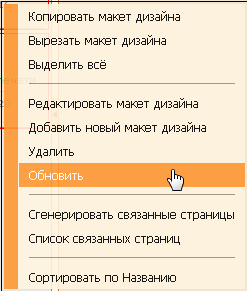 Копировать макет дизайна
Вырезать макет дизайна
Выделить всё
Редактировать макет дизайна
Добавить новый макет дизайна
Удалить
Обновить
Сгенерировать связанные страницы
Список связанных страниц
Сортировать по Названию